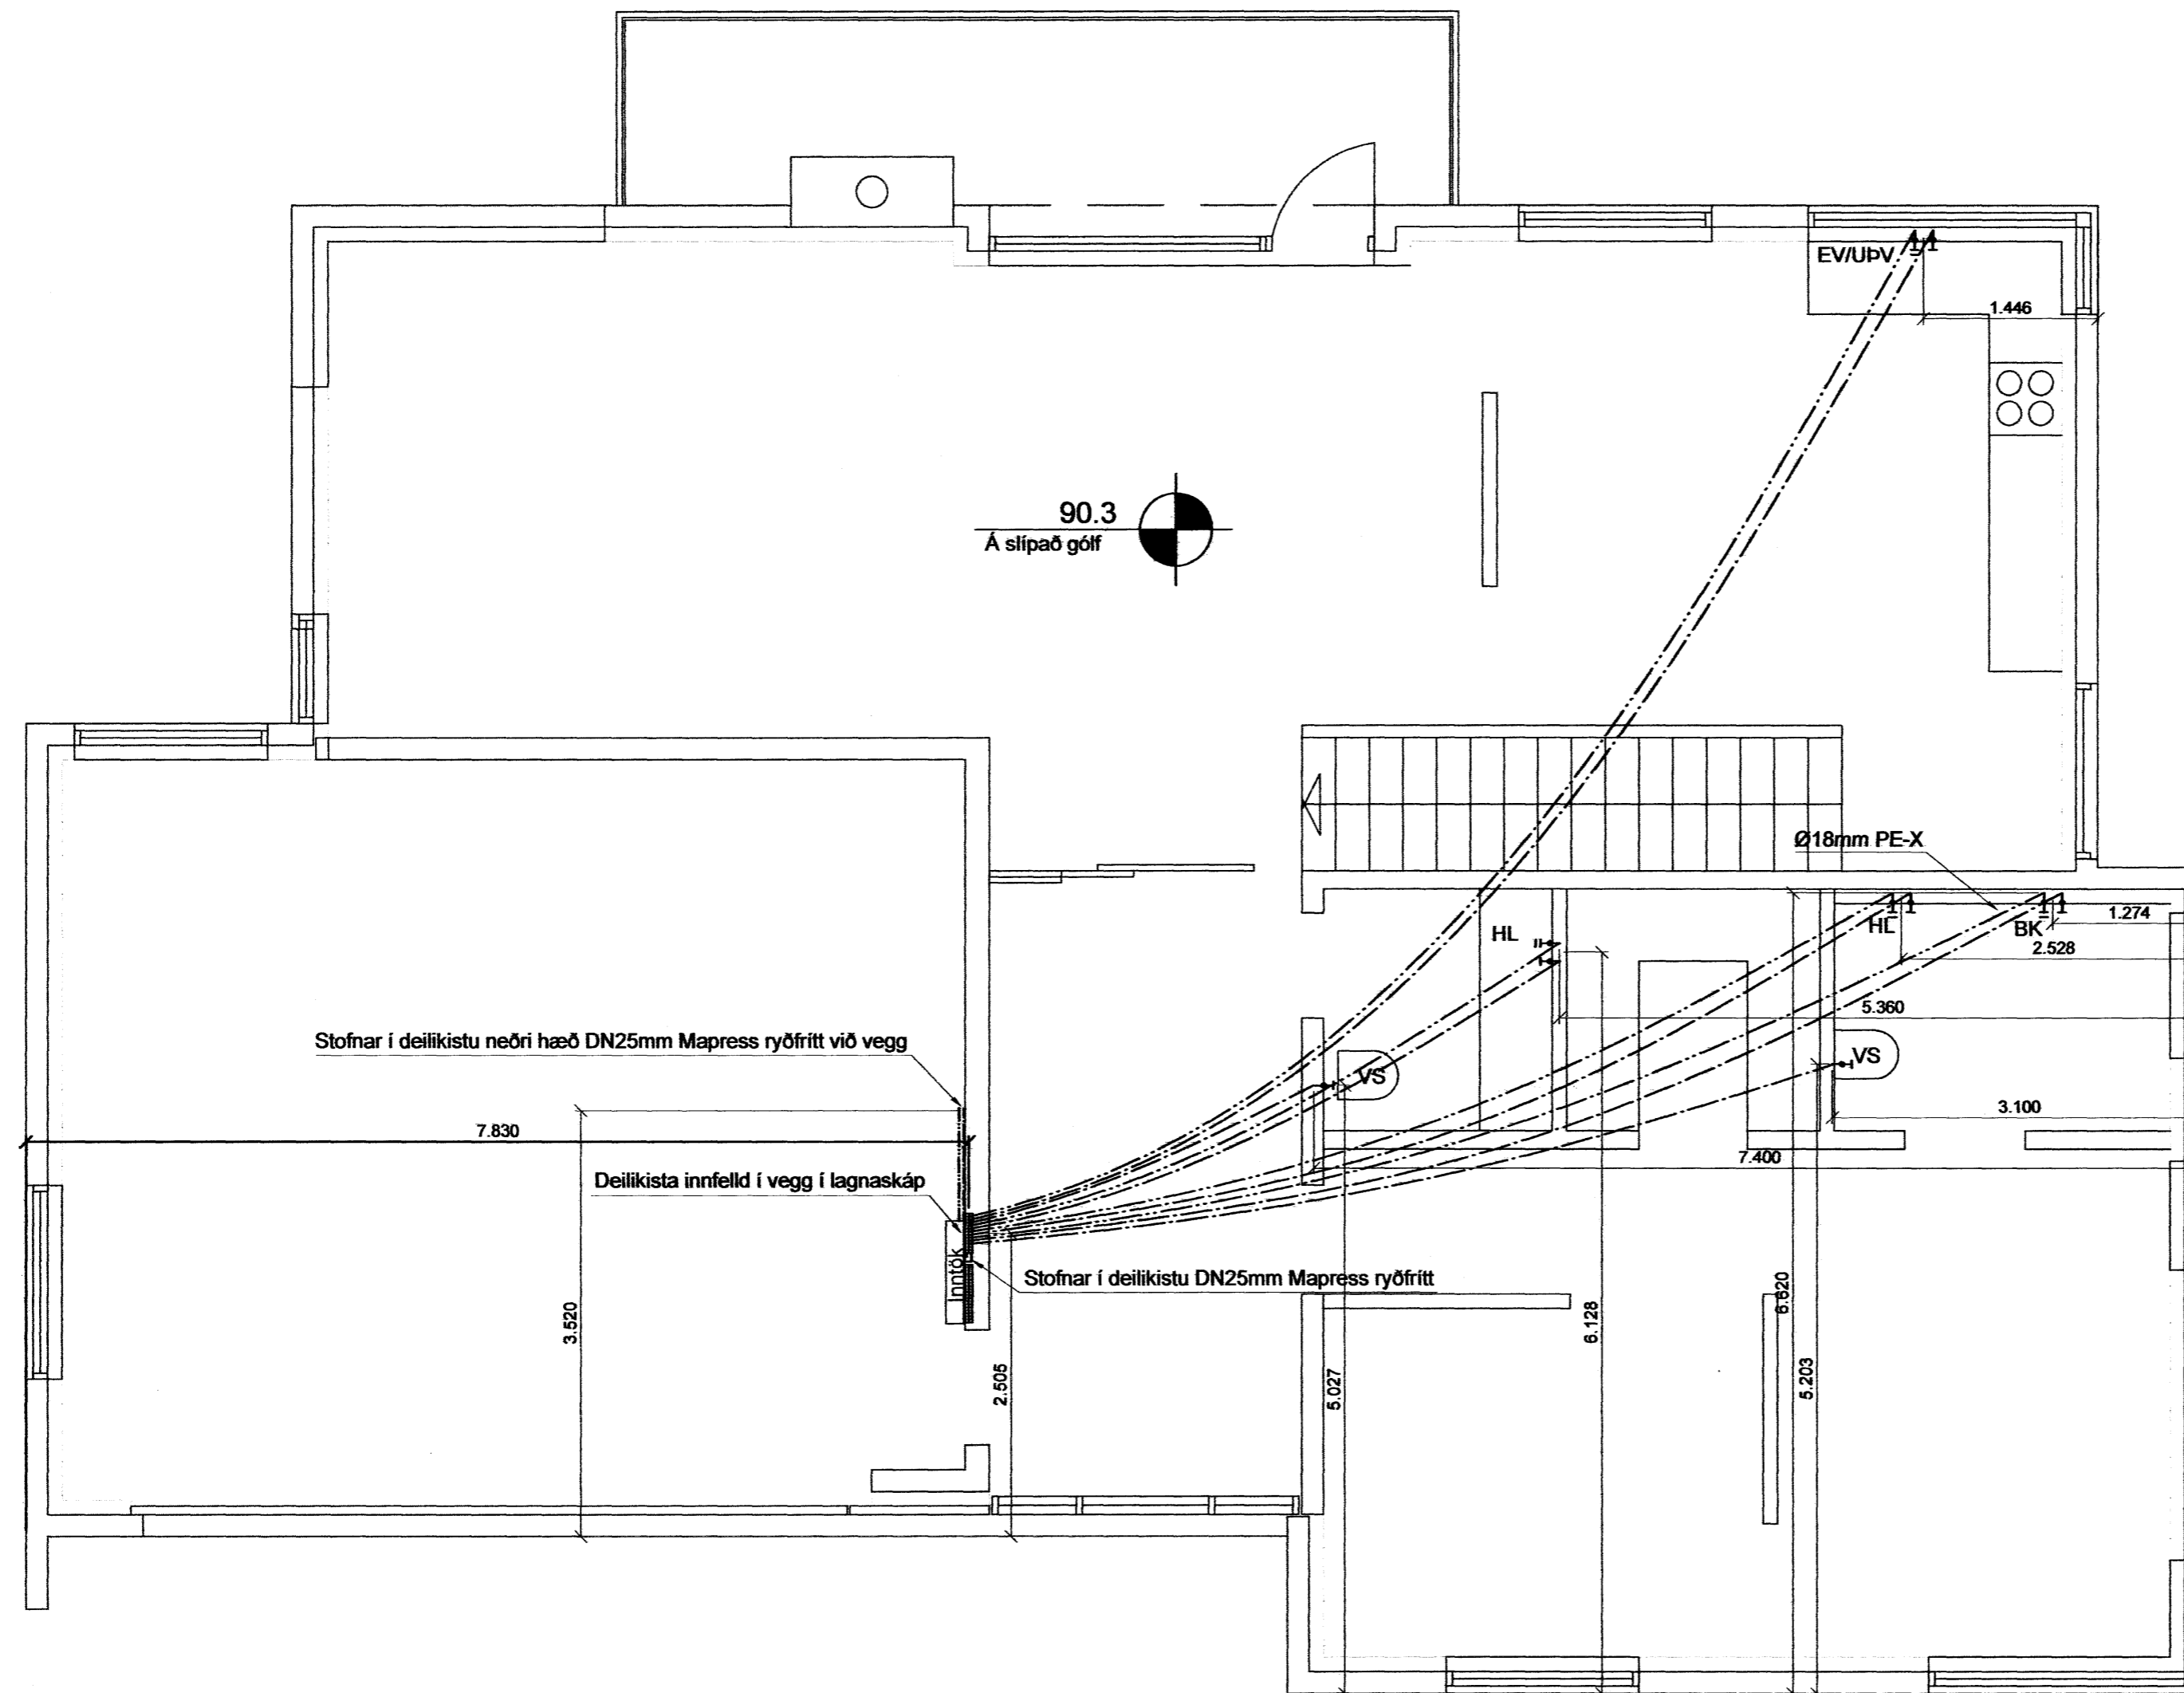 EV/UÞV
1.446
90.3
Á slípað gólf
Ø18mm PE-X
HL
HL
BK
1.274
2.528
5.360
Stofnar í deilikistu neðri hæð DN25mm Mapress ryðfrítt við vegg
VS
VS
3.100
7.830
7.400
Deilikista innfelld í vegg í lagnaskáp
Inntök
Stofnar í deilikistu DN25mm Mapress ryðfrítt
3.520
2.505
5.027
6.128
6.620
5.203